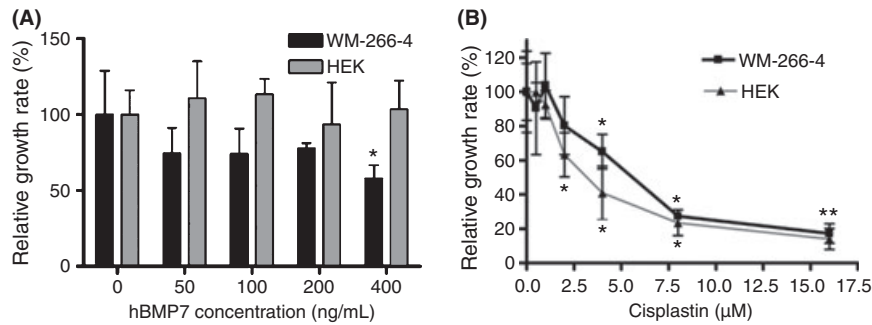 (A)
Relative growth rate (%)
150
100
50
0
WM-266-4
HEK
*
0 50 100 200 400
hBMP7 concentration (ng/mL)
(B)
Relative growth rate (%)
120
100
80
60
40
20
0
WM-266-4
HEK
*
*
*
*
*
**
0.0 2.5 5.0 7.5 10.0 12.5 15.0 17.5
Cisplastin (µM)